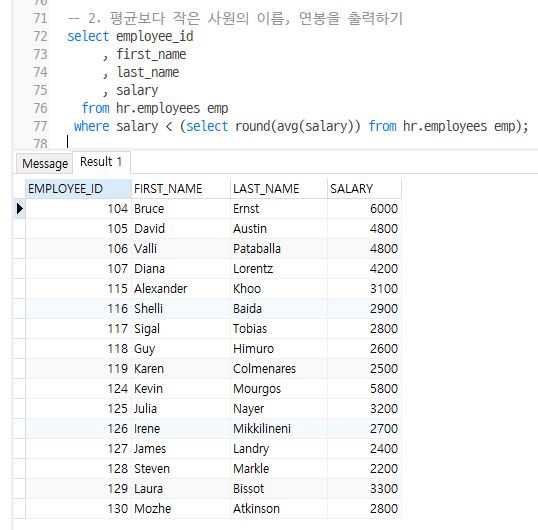 70
71 -- 2. 평균보다 작은 사원의 이름, 연봉을 출력하기
72 select employee_id
73 , first_name
74 , last_name
75 , salary
76 from hr.employees emp
77 where salary < (select round(avg(salary)) from hr.employees emp);
78
Message Result 1
EMPLOYEE_ID FIRST_NAME LAST_NAME SALARY
104 Bruce Ernst 6000
105 David Austin 4800
106 Valli Pataballa 4800
107 Diana Lorentz 4200
115 Alexander Khoo 3100
116 Shelli Baida 2900
117 Sigal Tobias 2800
118 Guy Himuro 2600
119 Karen Colmenares 2500
124 Kevin Mourgos 5800
125 Julia Nayer 3200
126 Irene Mikkilineni 2700
127 James Landry 2400
128 Steven Markle 2200
129 Laura Bissot 3300
130 Mozhe Atkinson 2800